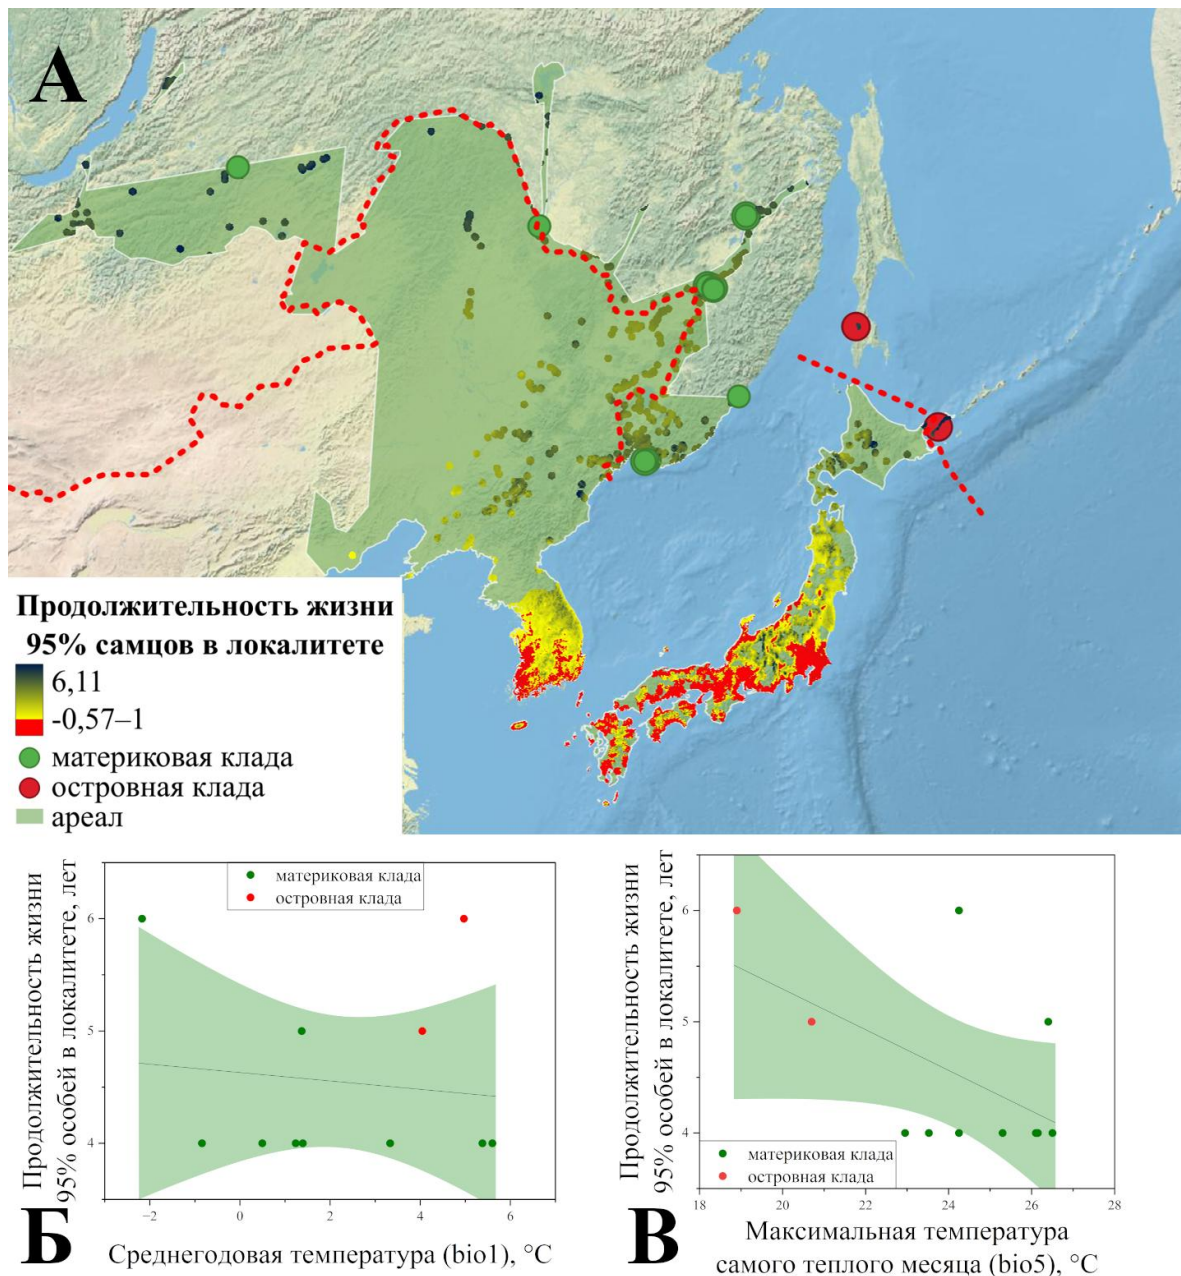 А
Продолжительность жизни
95% самцов в локалитете
6,11
-0,57–1
материковая клада
островная клада
ареал
Продолжительность жизни
95% особей в локалитете, лет
6
5
4
материковая клада
островная клада
−2
0
2
4
6
Б
Среднегодовая температура (bio1), °C
Продолжительность жизни
95% особей в локалитете, лет
6
5
4
материковая клада
островная клада
18
20
22
24
26
28
В
Максимальная температура
самого теплого месяца (bio5), °C